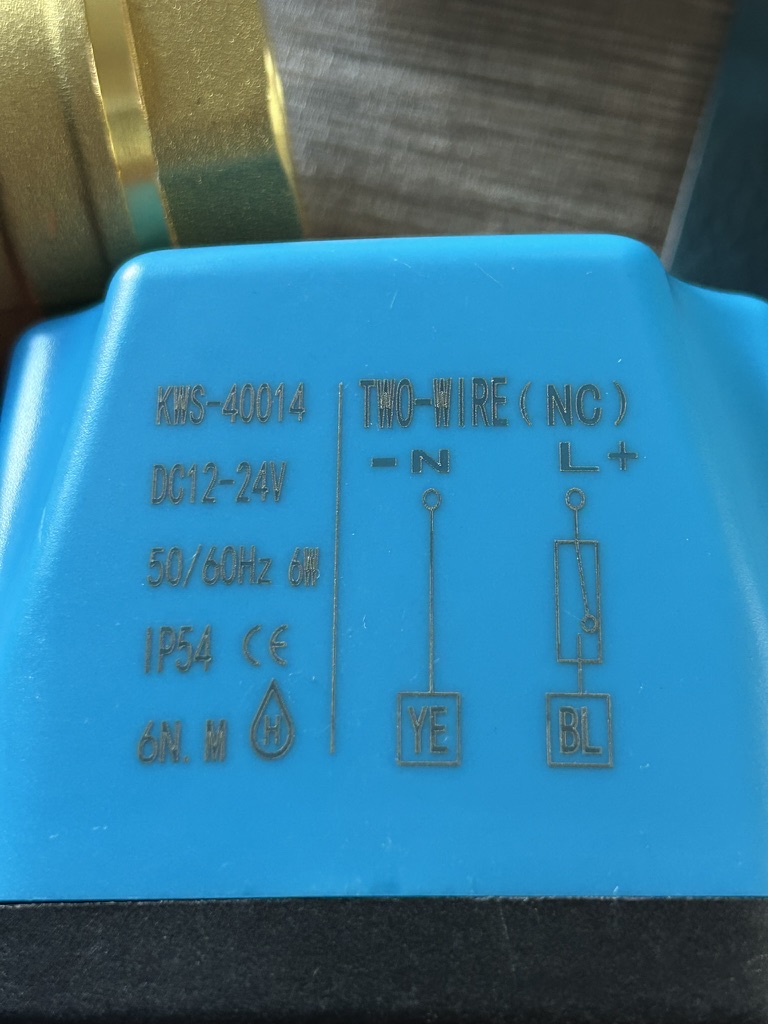 KWS-40014
DC12-24V
50/60Hz 6W
IP54 CE
6N.M H
TWO-WIRE(NC)
-N L+
YE BL